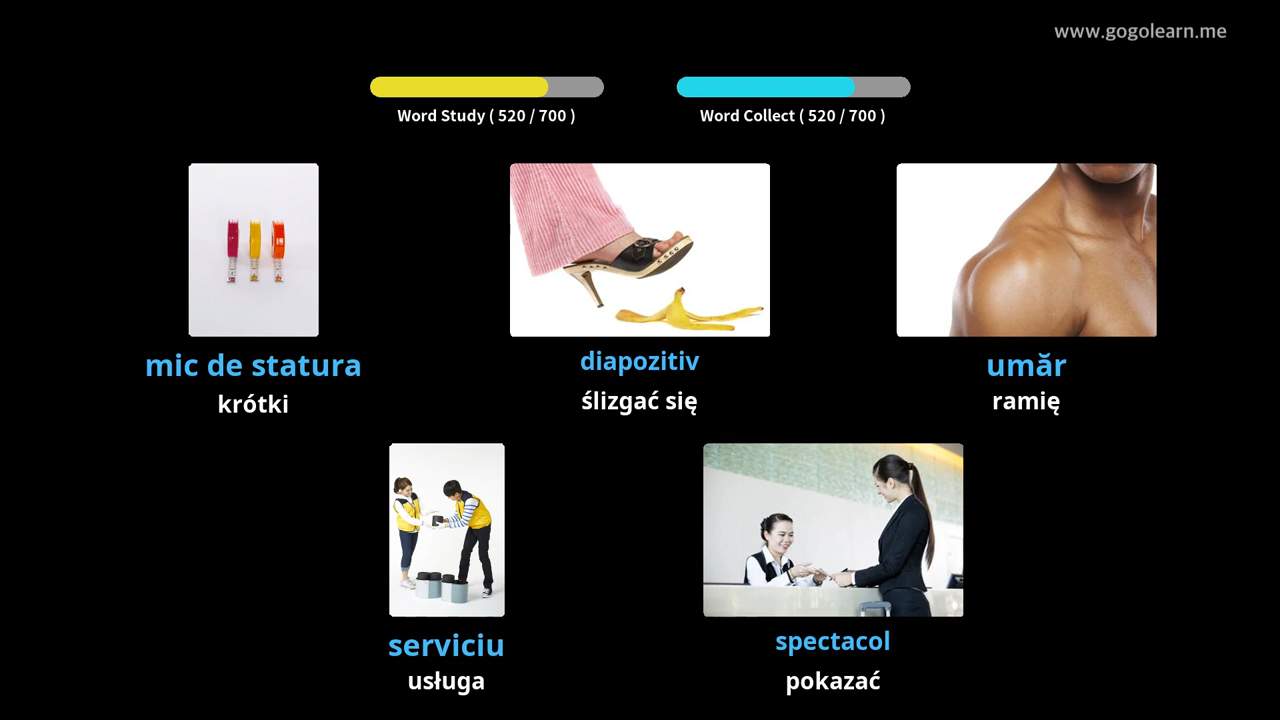 www.gogolearn.me
Word Study ( 520 / 700 )
Word Collect ( 520 / 700 )
mic de statura
krótki
diapozitiv
ślizgać się
umăr
ramię
serviciu
usługa
spectacol
pokazać